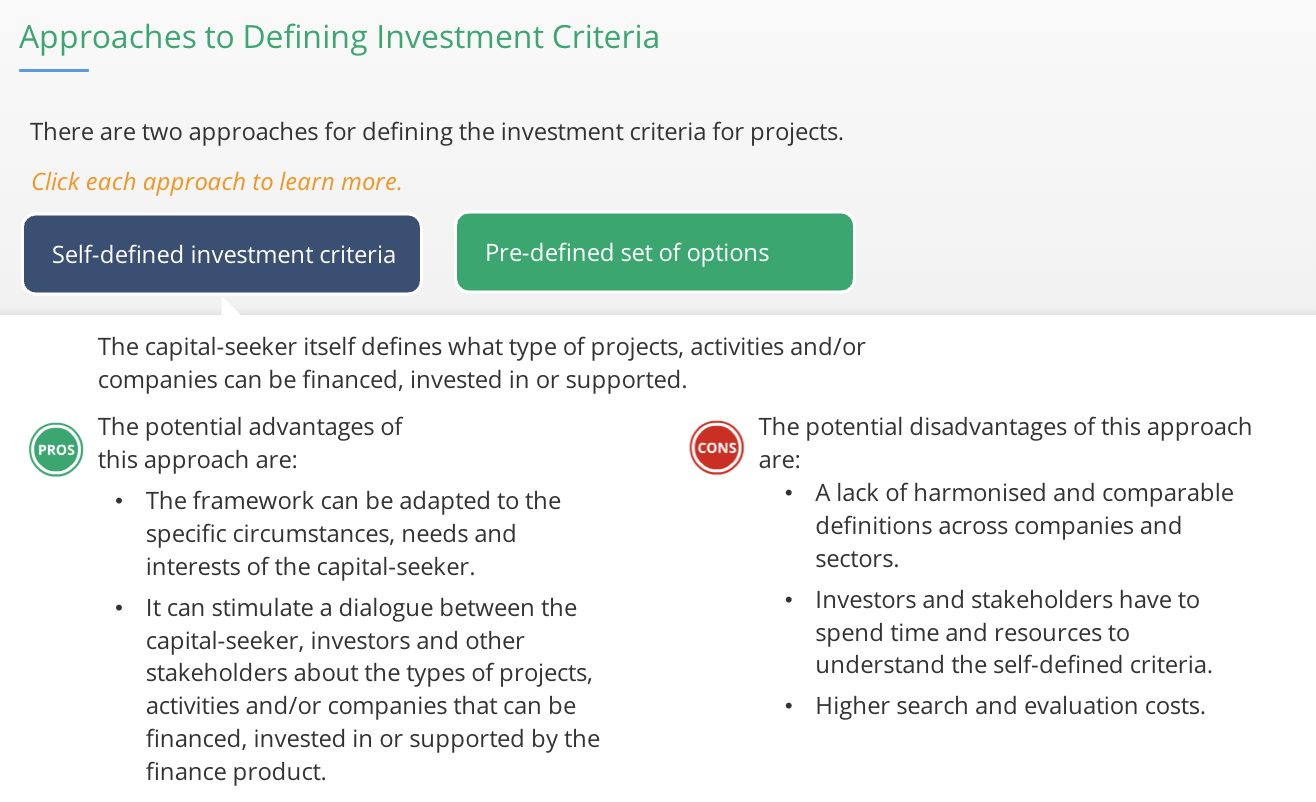 Approaches to Defining Investment Criteria
There are two approaches for defining the investment criteria for projects.
Click each approach to learn more.
Self-defined investment criteria
Pre-defined set of options
The capital-seeker itself defines what type of projects, activities and/or
companies can be financed, invested in or supported.
PROS
The potential advantages of
this approach are:
• The framework can be adapted to the
specific circumstances, needs and
interests of the capital-seeker.
• It can stimulate a dialogue between the
capital-seeker, investors and other
stakeholders about the types of projects,
activities and/or companies that can be
financed, invested in or supported by the
finance product.
CONS
The potential disadvantages of this approach
are:
• A lack of harmonised and comparable
definitions across companies and
sectors.
• Investors and stakeholders have to
spend time and resources to
understand the self-defined criteria.
• Higher search and evaluation costs.